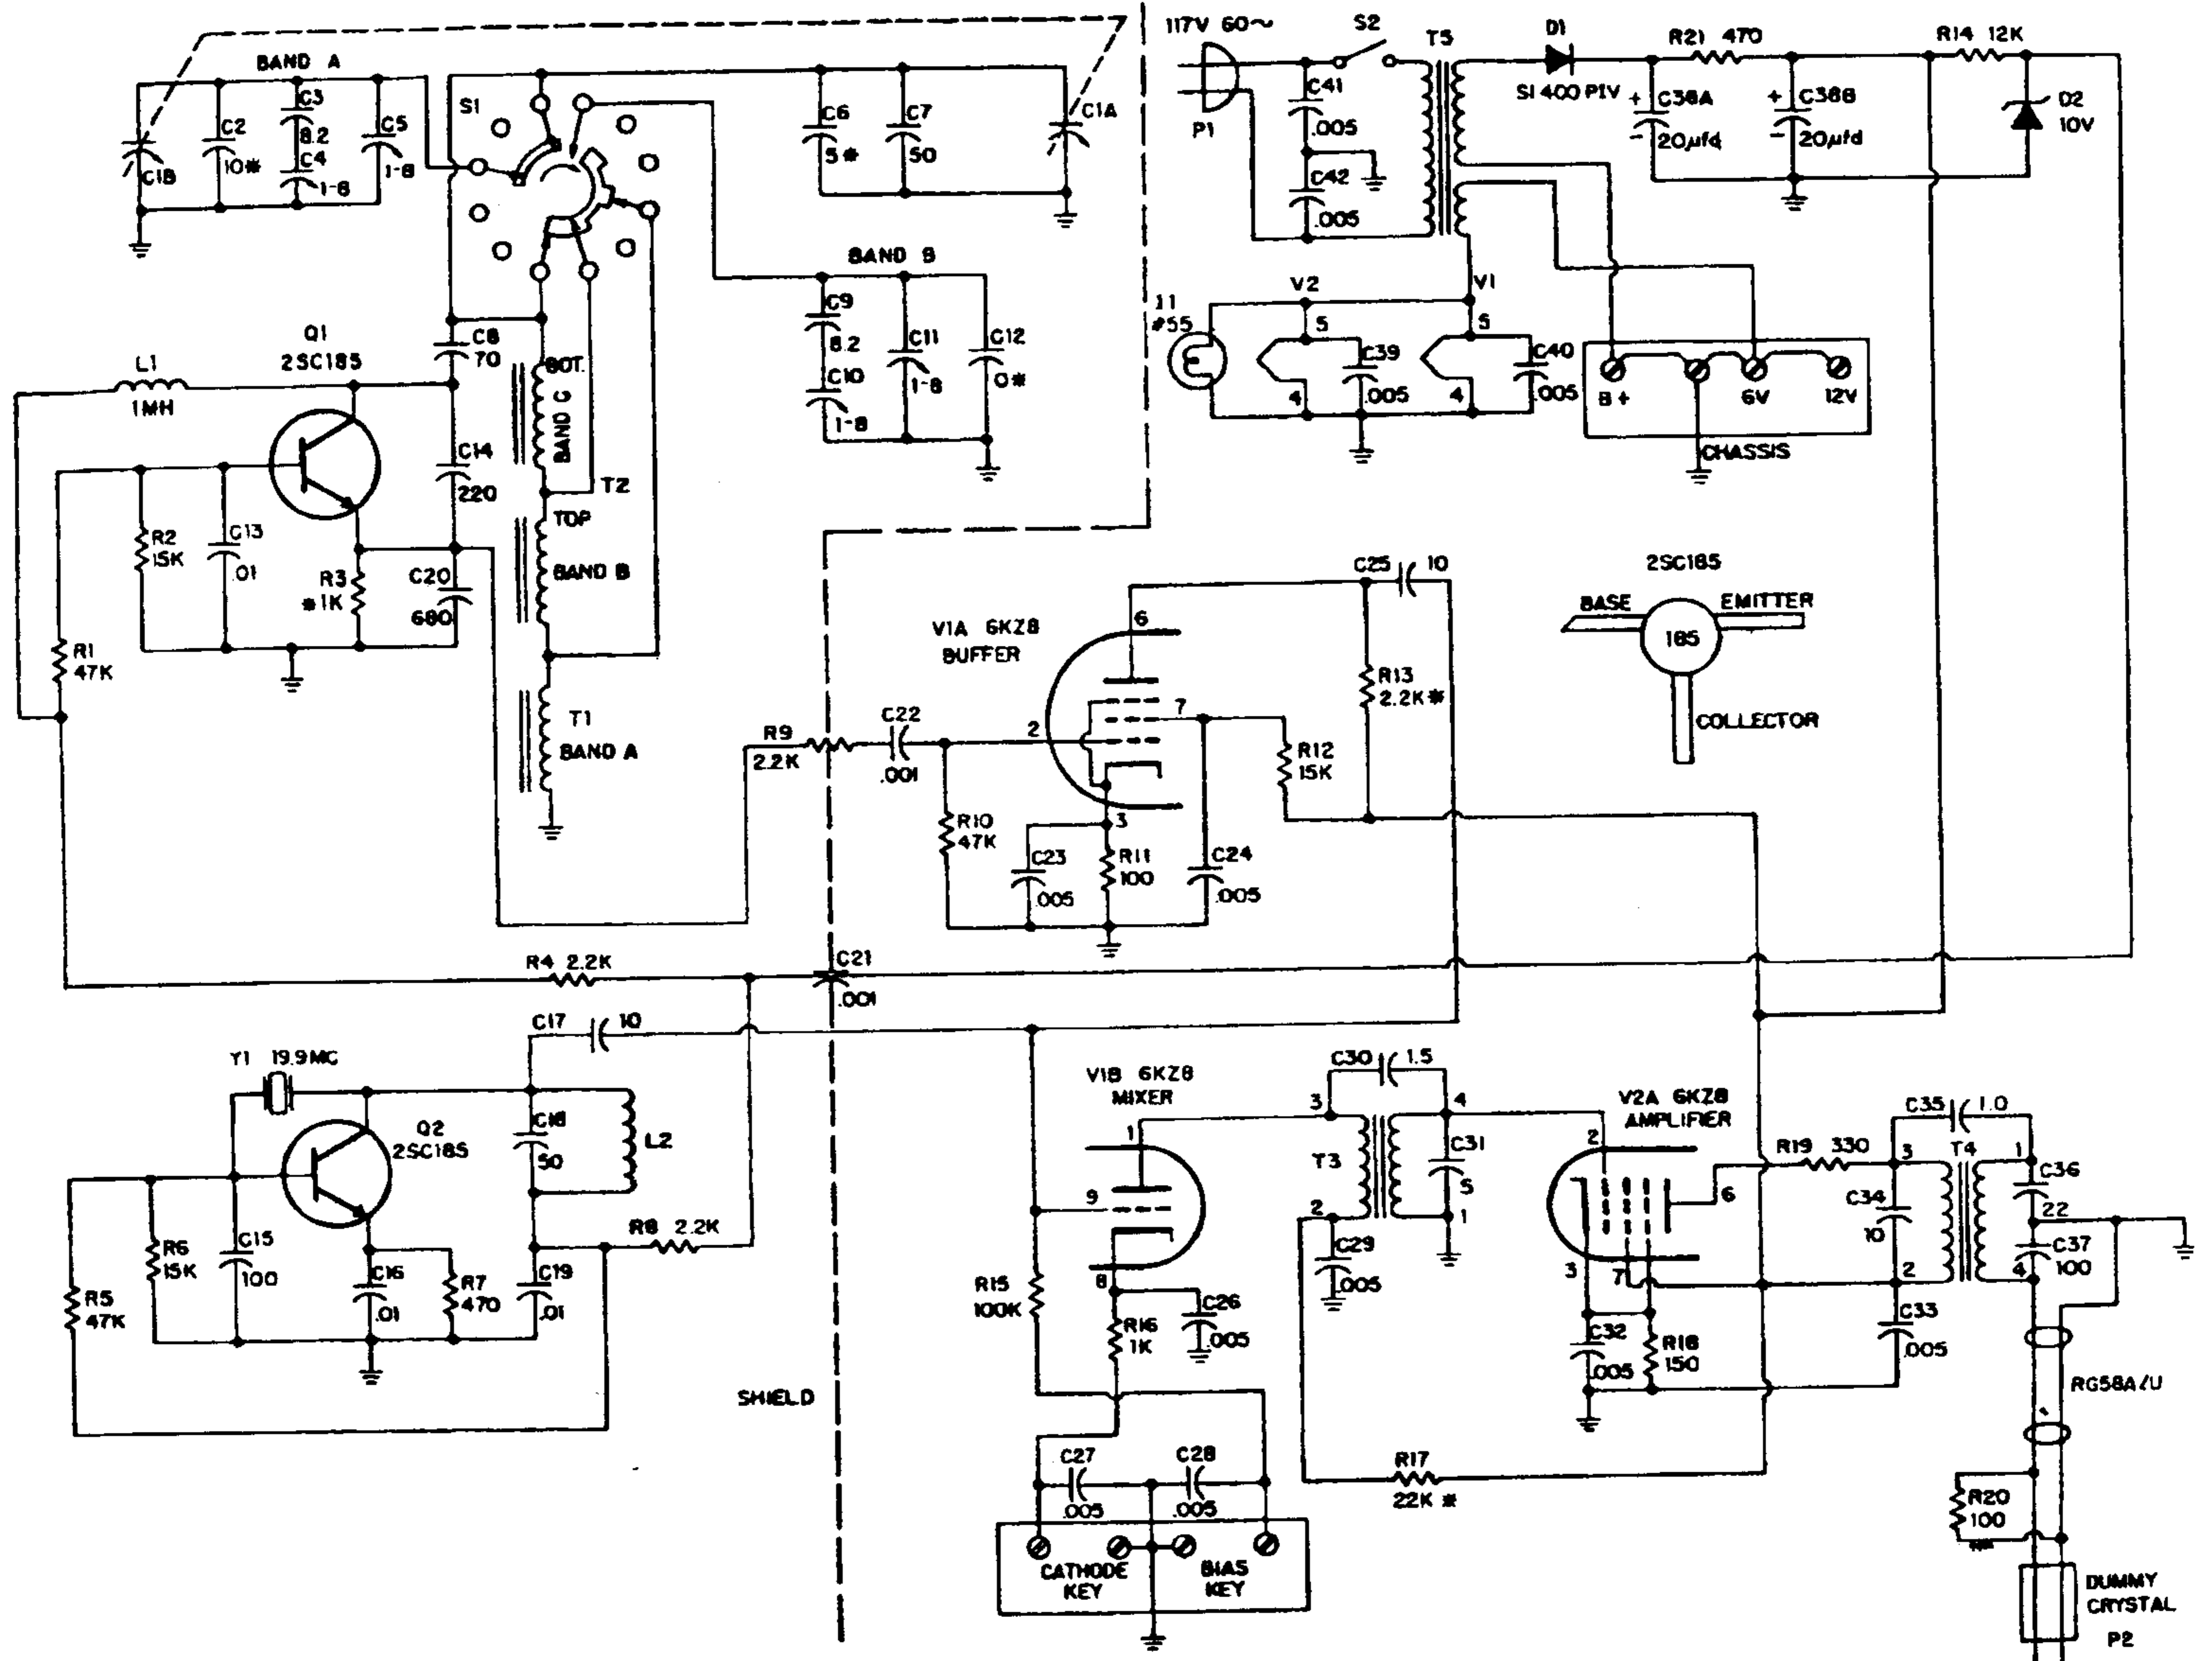 BAND A
C1B
C2
10*
C3
8.2
C4
1-8
C5
1-8
S1
C6
5*
C7
50
C1A
BAND B
C9
8.2
C10
1-8
C11
1-8
C12
0*
117V 60~
P1
S2
C41
.005
C42
.005
T5
D1
SI 400 PIV
R21 470
C38A
+
-
20µfd
C38B
+
-
20µfd
R14 12K
D2
10V
#55
V2
5
4
C39
.005
V1
5
4
C40
.005
B+
6V
12V
CHASSIS
L1
1MH
Q1
2SC185
C8
70
BOT.
BAND C
C14
220
T2
TOP
BAND B
R2
15K
C13
.01
R3
*1K
C20
680
R1
47K
T1
BAND A
R9
2.2K
C22
.001
V1A 6KZ8
BUFFER
6
7
2
3
R10
47K
C23
.005
R11
100
C24
.005
R12
15K
R13
2.2K*
C25 10
2SC185
BASE
EMITTER
185
COLLECTOR
R4 2.2K
C21
.001
C17 10
Y1 19.9MC
Q2
2SC185
C18
50
L2
R8 2.2K
R5
47K
R6
15K
C15
100
C16
.01
R7
470
C19
.01
SHIELD
V1B 6KZ8
MIXER
1
9
8
R15
100K
R16
1K
C26
.005
C27
.005
C28
.005
CATHODE
KEY
BIAS
KEY
C30 1.5
3
4
T3
2
1
C31
5
C29
.005
R17
22K *
V2A 6KZ8
AMPLIFIER
2
6
3
7
C32
.005
R18
150
R19 330
C35 1.0
3
T4
1
C34
10
2
4
C36
22
C37
100
C33
.005
RG58A/U
R20
100
DUMMY
CRYSTAL
P2